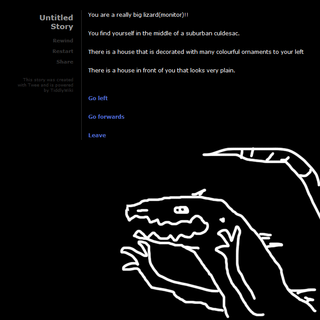 Untitled
Story
Rewind
Restart
Share
This story was created
with Twine and is powered
by TiddlyWiki
You are a really big lizard(monitor)!!
You find yourself in the middle of a suburban culdesac.
There is a house that is decorated with many colourful ornaments to your left
There is a house in front of you that looks very plain.
Go left
Go forwards
Leave